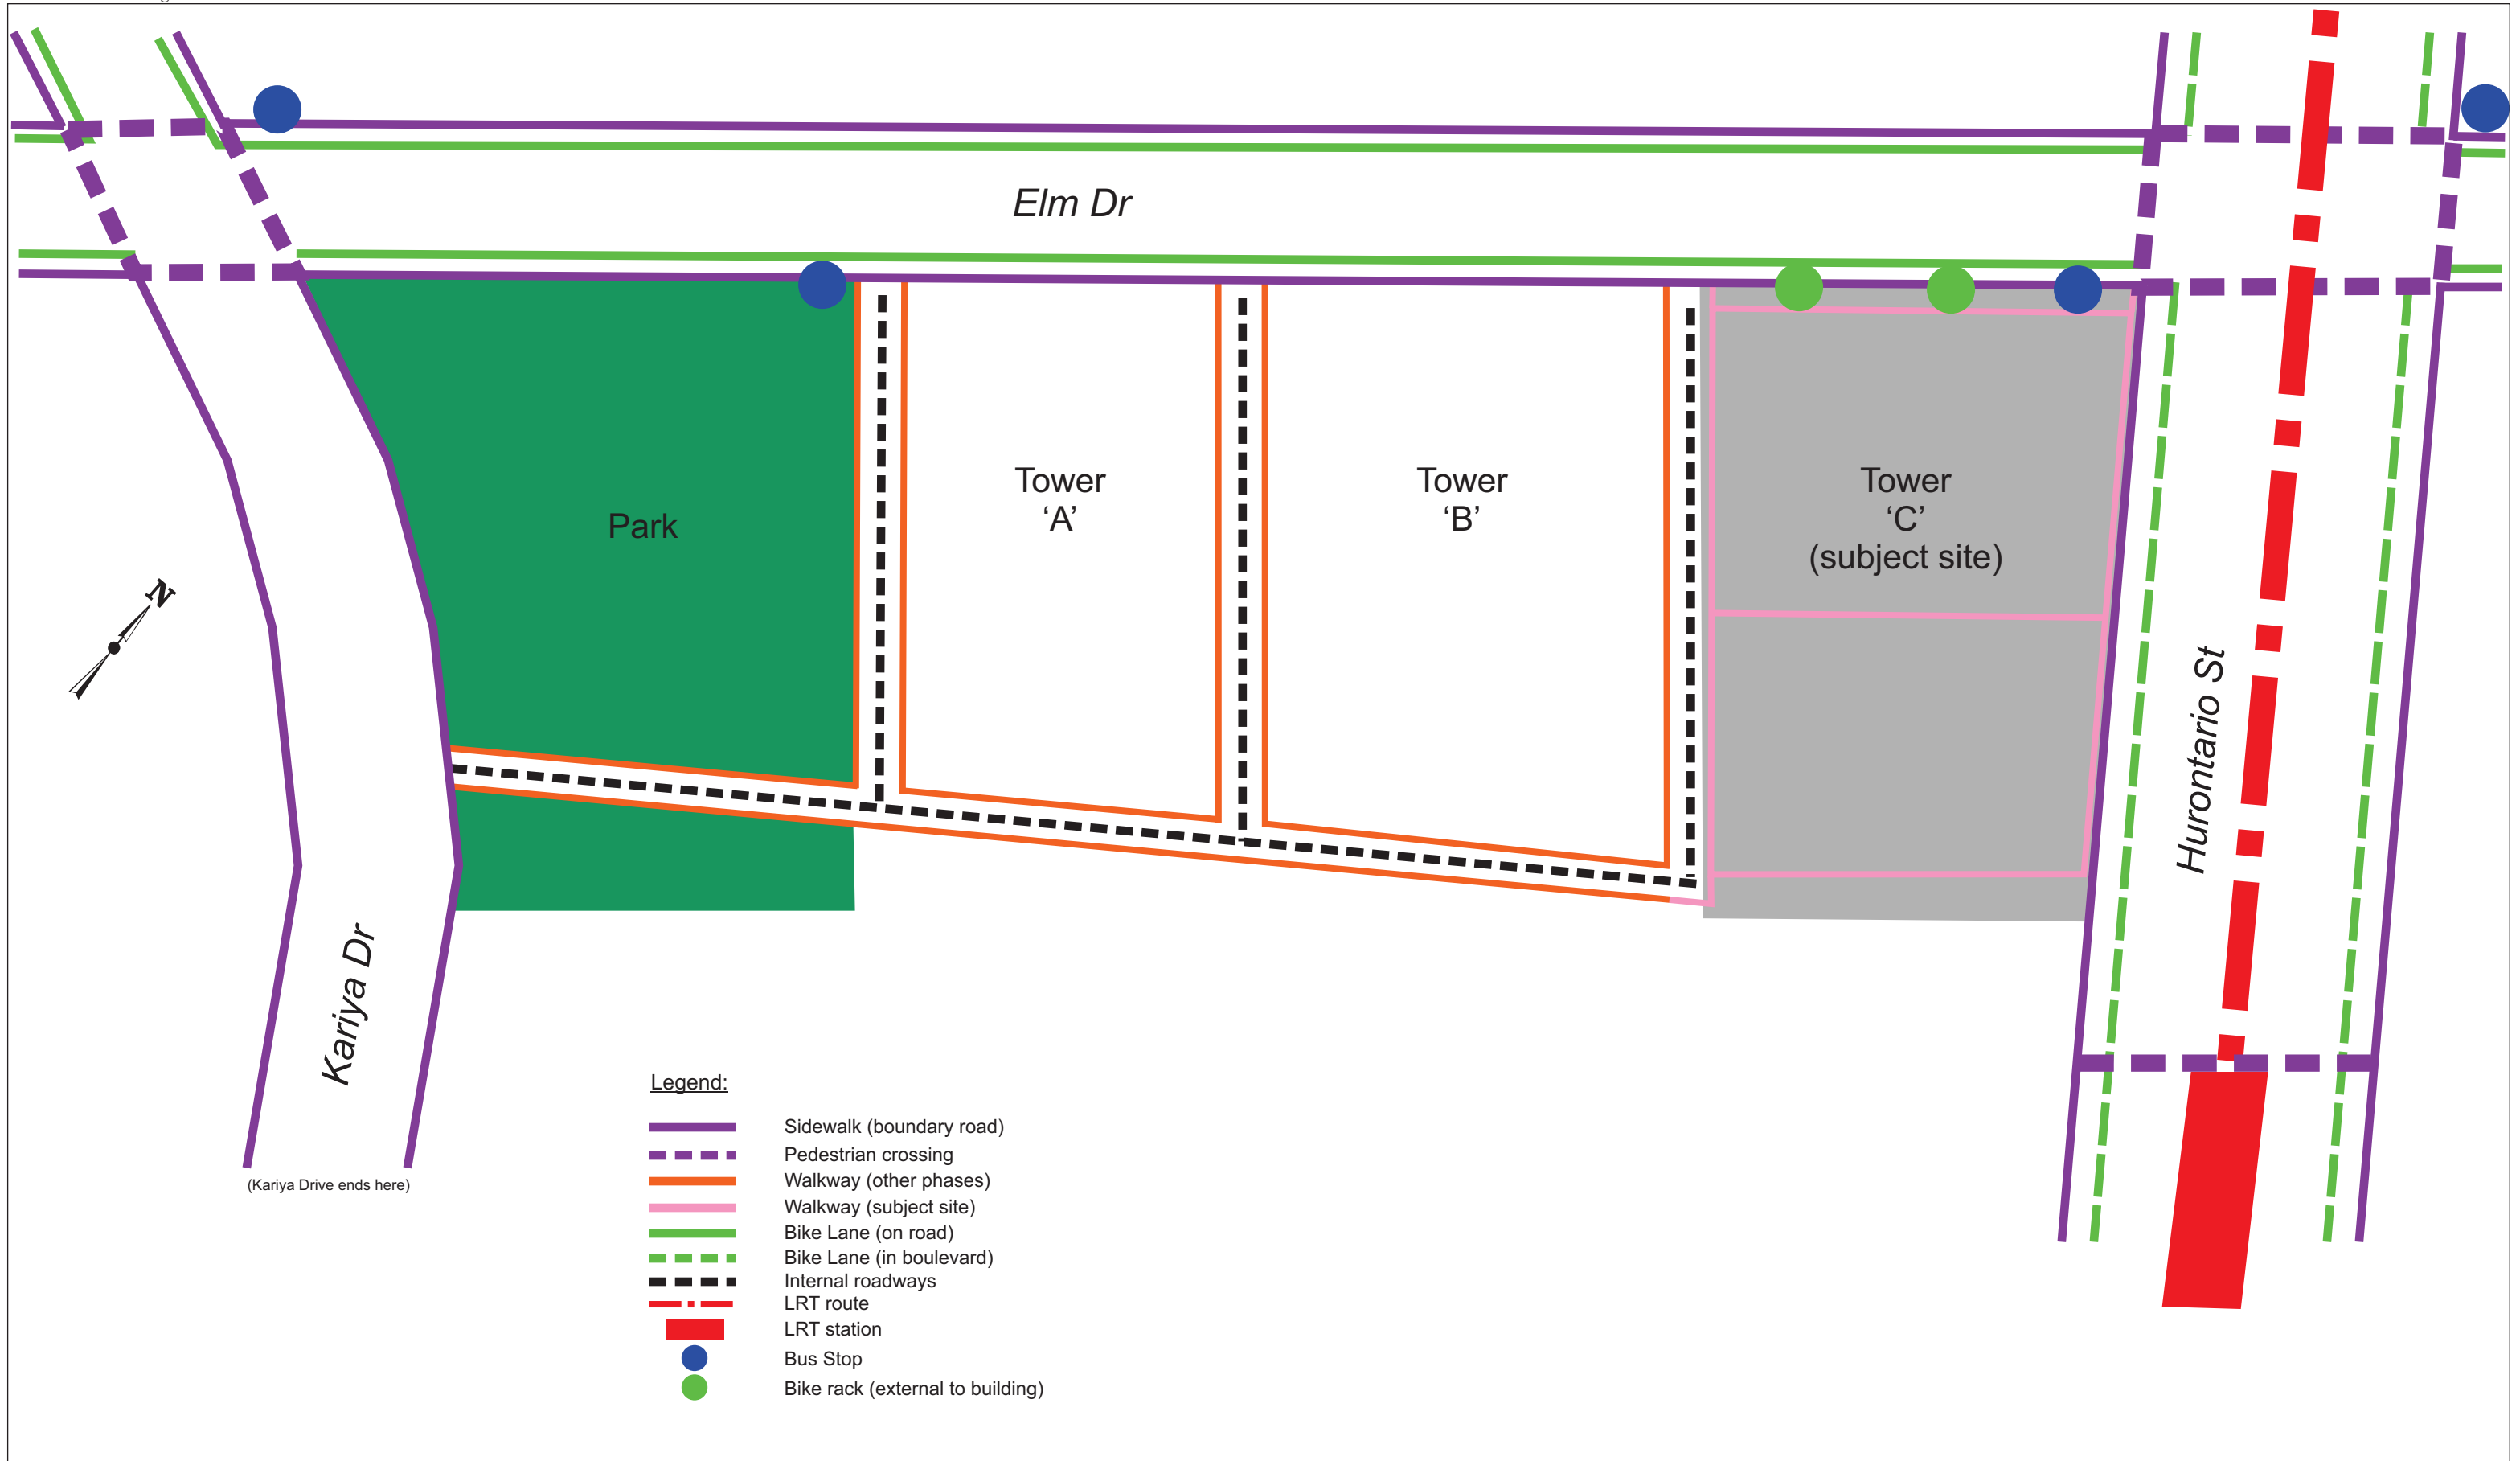 Elm Dr
Tower
‘A’
Tower
‘B’
Tower
‘C’
(subject site)
Park
N
Hurontario St
Kariya Dr
(Kariya Drive ends here)
Legend:
Sidewalk (boundary road)
Pedestrian crossing
Walkway (other phases)
Walkway (subject site)
Bike Lane (on road)
Bike Lane (in boulevard)
Internal roadways
LRT route
LRT station
Bus Stop
Bike rack (external to building)